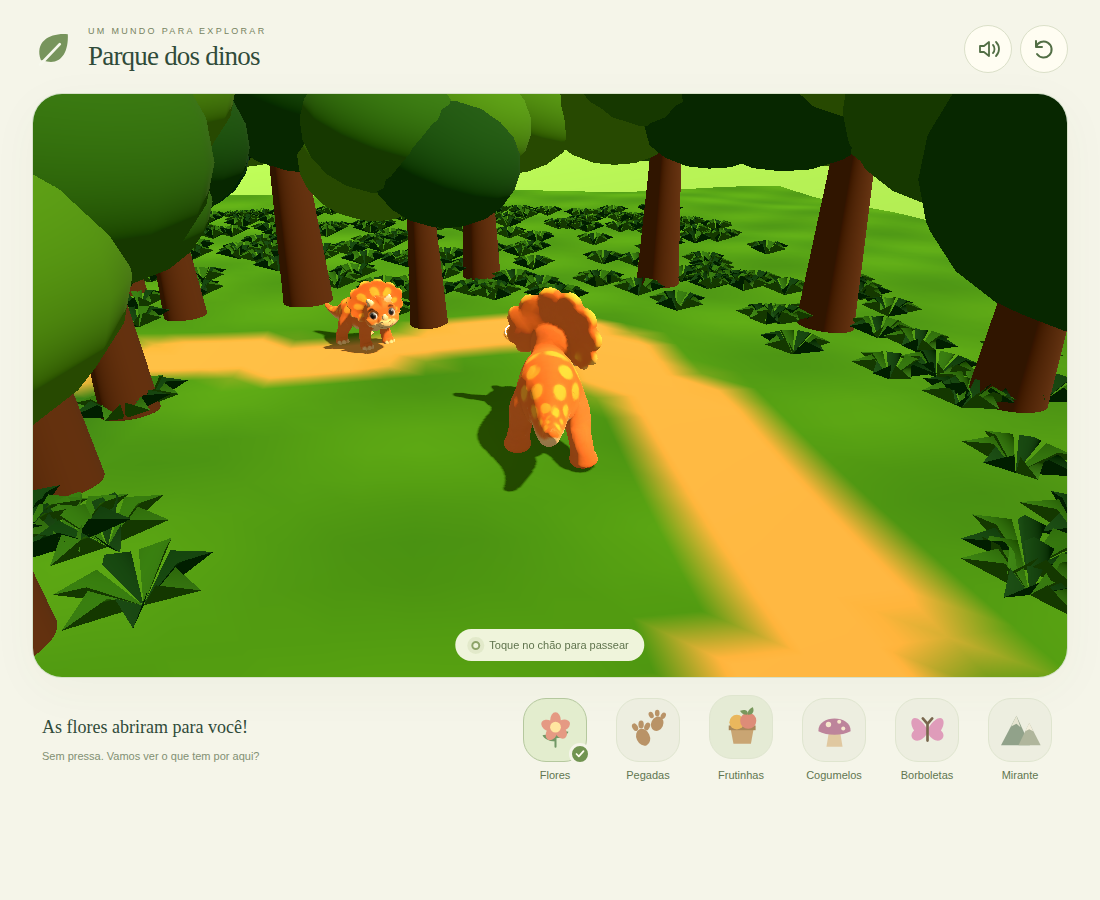 UM MUNDO PARA EXPLORAR
Parque dos dinos
Toque no chão para passear
As flores abriram para você!
Sem pressa. Vamos ver o que tem por aqui?
Flores
Pegadas
Frutinhas
Cogumelos
Borboletas
Mirante